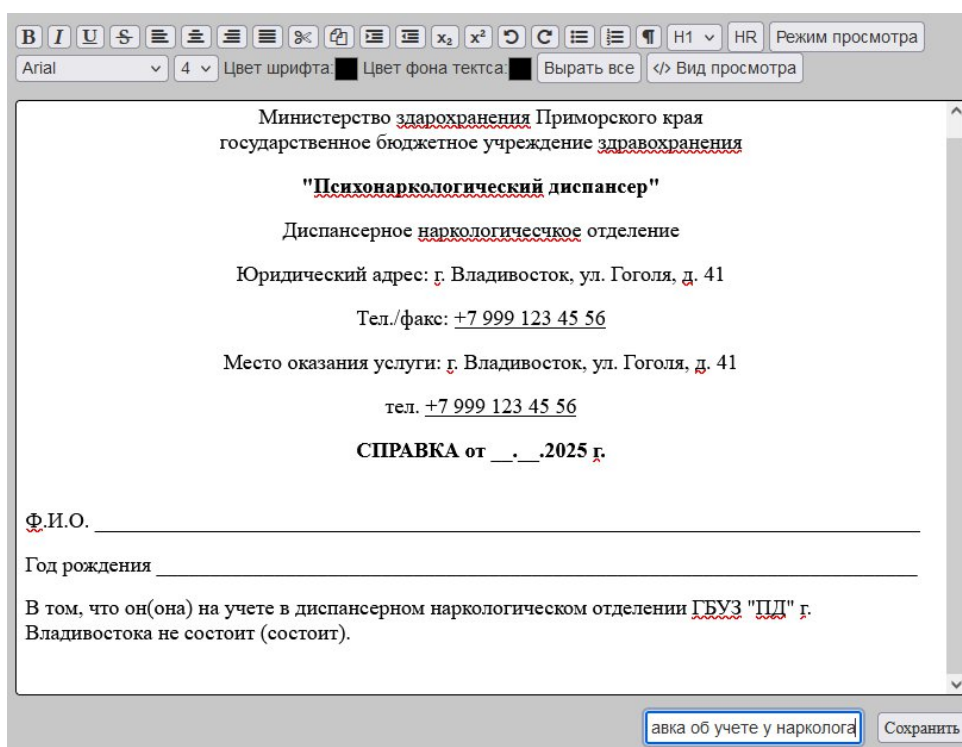 B I U S x₂ x² H1 HR Режим просмотра
Arial 4 Цвет шрифта: Цвет фона тектса: Вырать все </> Вид просмотра
Министерство здарохранения Приморского края
государственное бюджетное учреждение здравохранения
"Психонаркологический диспансер"
Диспансерное наркологичесчкое отделение
Юридический адрес: г. Владивосток, ул. Гоголя, д. 41
Тел./факс: +7 999 123 45 56
Место оказания услуги: г. Владивосток, ул. Гоголя, д. 41
тел. +7 999 123 45 56
СПРАВКА от __.__.2025 г.
Ф.И.О. ____________________
Год рождения ____________________
В том, что он(она) на учете в диспансерном наркологическом отделении ГБУЗ "ПД" г.
Владивостока не состоит (состоит).
авка об учете у нарколога Сохранить